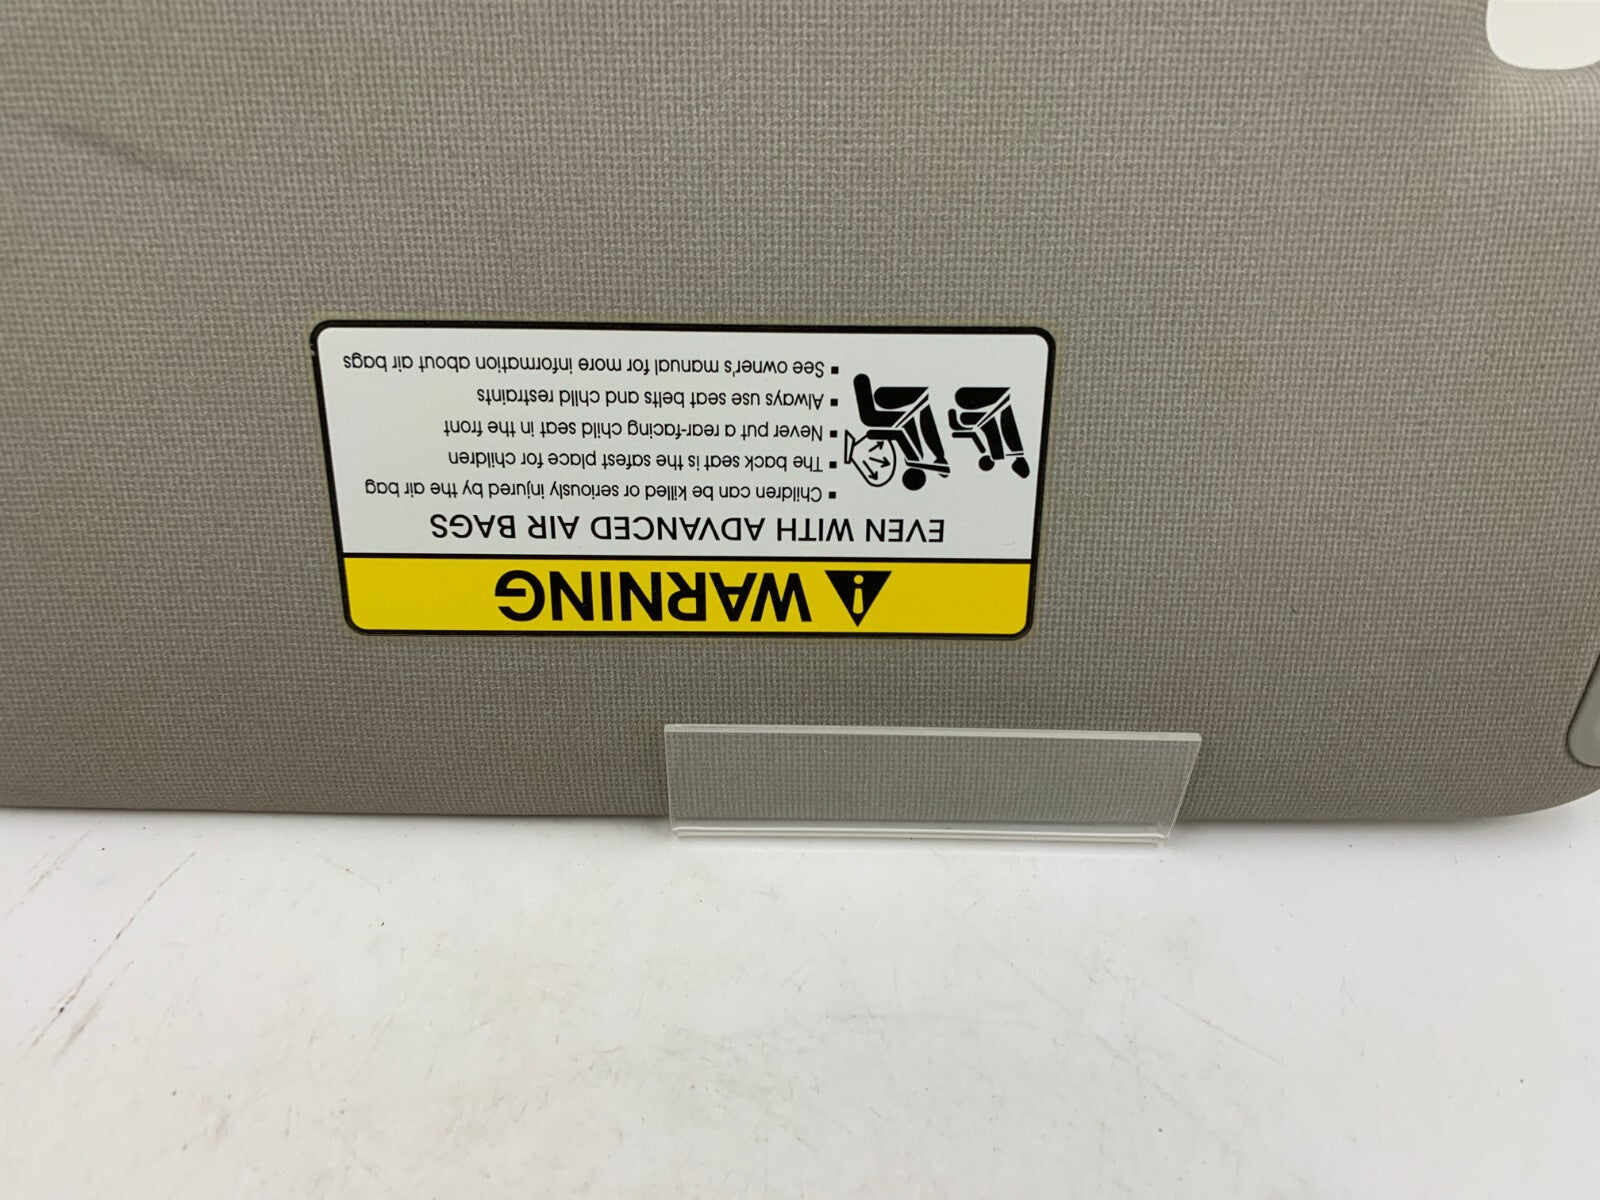 WARNING
EVEN WITH ADVANCED AIR BAGS
▪ Children can be killed or seriously injured by the air bag
▪ The back seat is the safest place for children
▪ Never put a rear-facing child seat in the front
▪ Always use seat belts and child restraints
▪ See owner's manual for more information about air bags